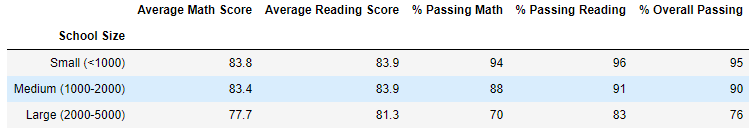 Average Math Score Average Reading Score % Passing Math % Passing Reading % Overall Passing
School Size
Small (<1000) 83.8 83.9 94 96 95
Medium (1000-2000) 83.4 83.9 88 91 90
Large (2000-5000) 77.7 81.3 70 83 76